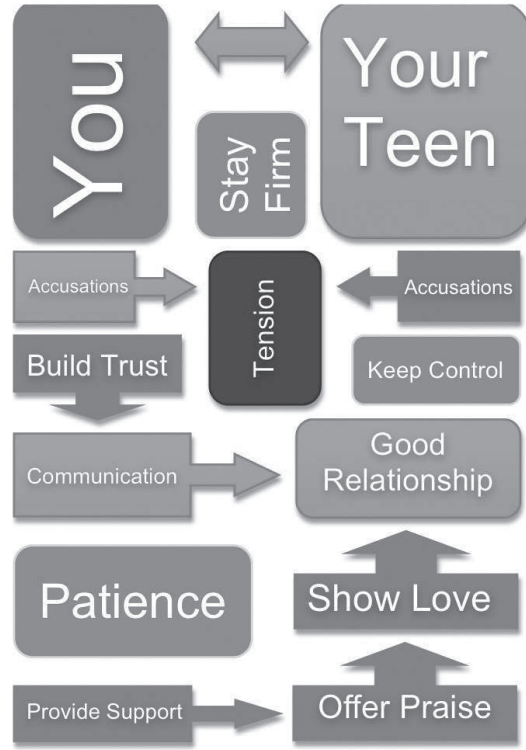 You
Your
Teen
Stay
Firm
Accusations
Tension
Accusations
Build Trust
Keep Control
Communication
Good
Relationship
Patience
Show Love
Provide Support
Offer Praise